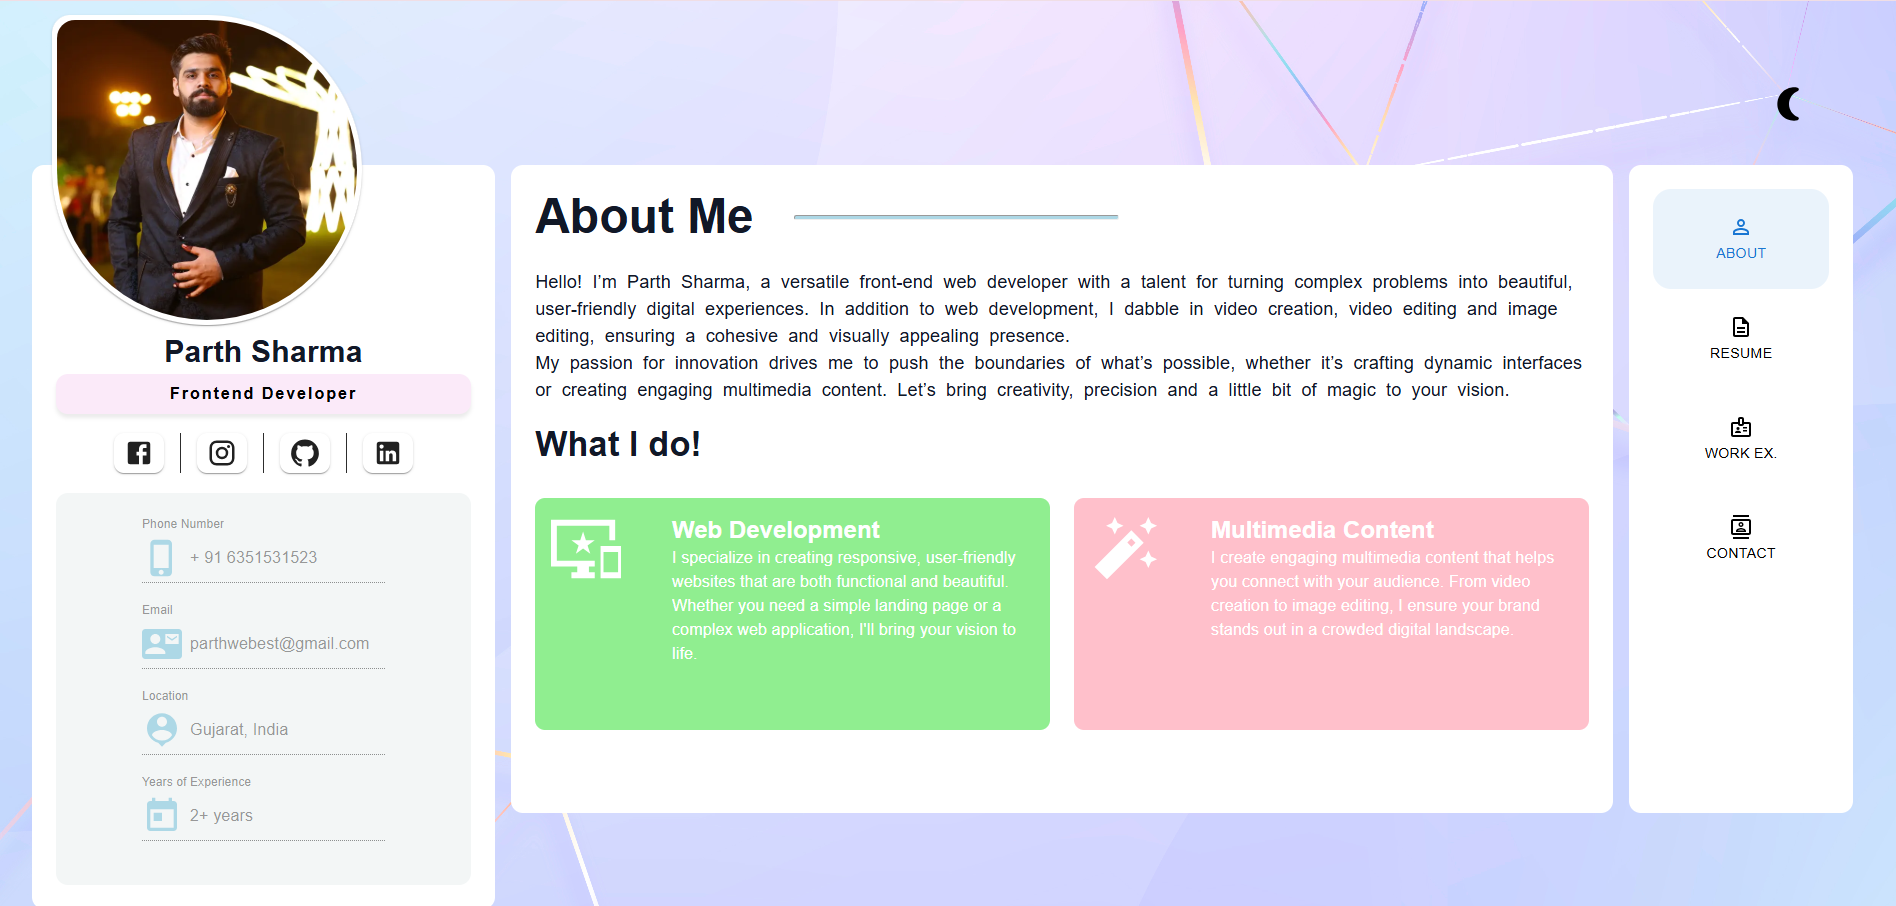 Parth Sharma
Frontend Developer
Phone Number
+ 91 6351531523
Email
parthwebest@gmail.com
Location
Gujarat, India
Years of Experience
2+ years
About Me
Hello! I’m Parth Sharma, a versatile front-end web developer with a talent for turning complex problems into beautiful,
user-friendly digital experiences. In addition to web development, I dabble in video creation, video editing and image
editing, ensuring a cohesive and visually appealing presence.
My passion for innovation drives me to push the boundaries of what’s possible, whether it’s crafting dynamic interfaces
or creating engaging multimedia content. Let’s bring creativity, precision and a little bit of magic to your vision.
What I do!
Web Development
I specialize in creating responsive, user-friendly
websites that are both functional and beautiful.
Whether you need a simple landing page or a
complex web application, I'll bring your vision to
life.
Multimedia Content
I create engaging multimedia content that helps
you connect with your audience. From video
creation to image editing, I ensure your brand
stands out in a crowded digital landscape.
ABOUT
RESUME
WORK EX.
CONTACT